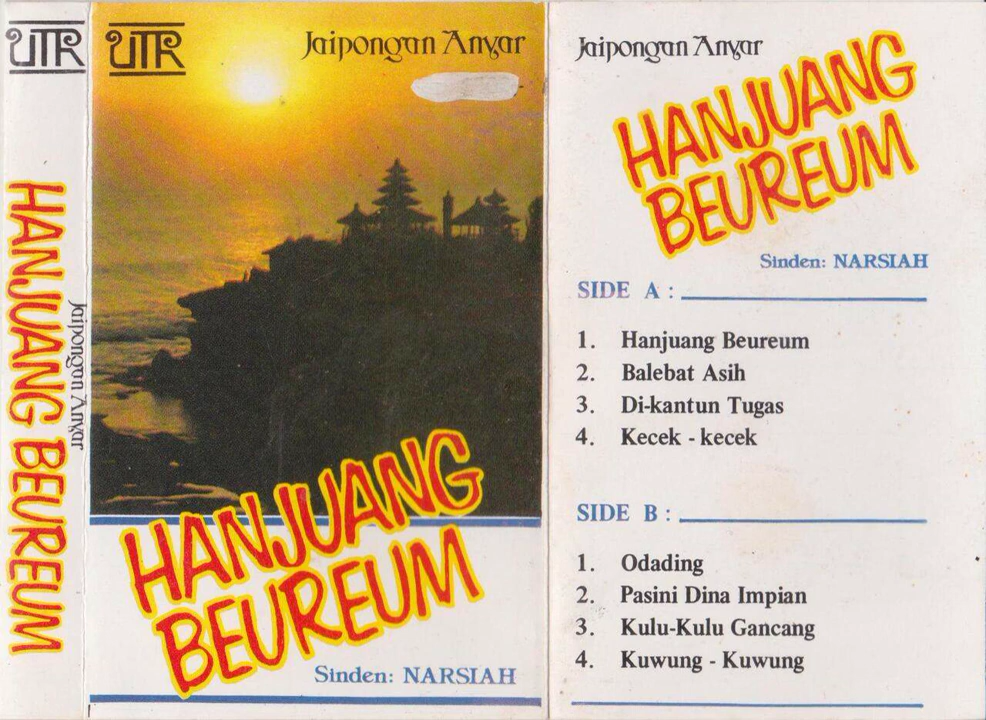 UTR
HANJUANG BEUREUM
Jaipongan Anyar
UTR
Jaipongan Anyar
HANJUANG
BEUREUM
Sinden: NARSIAH
Jaipongan Anyar
HANJUANG
BEUREUM
Sinden: NARSIAH
SIDE A :
1. Hanjuang Beureum
2. Balebat Asih
3. Di-kantun Tugas
4. Kecek - kecek
SIDE B :
1. Odading
2. Pasini Dina Impian
3. Kulu-Kulu Gancang
4. Kuwung - Kuwung